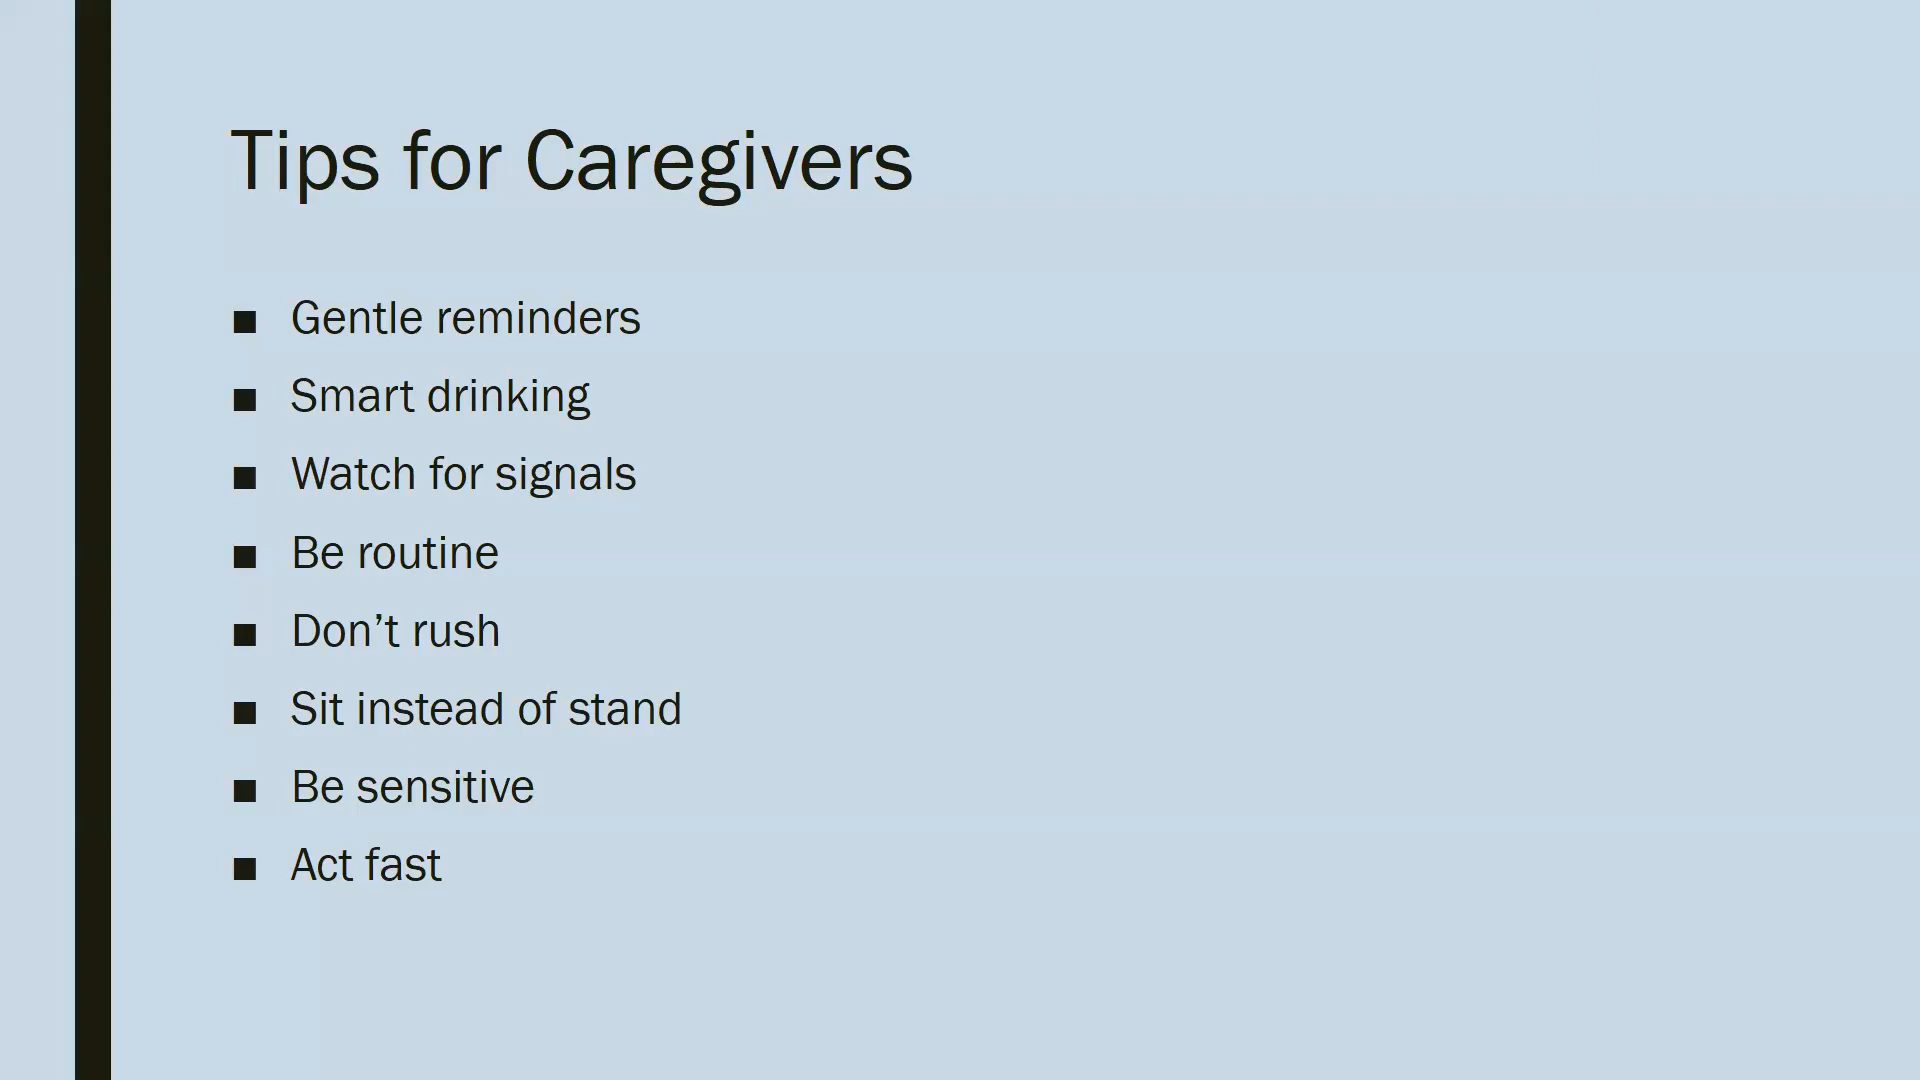 Tips for Caregivers
■ Gentle reminders
■ Smart drinking
■ Watch for signals
■ Be routine
■ Don’t rush
■ Sit instead of stand
■ Be sensitive
■ Act fast